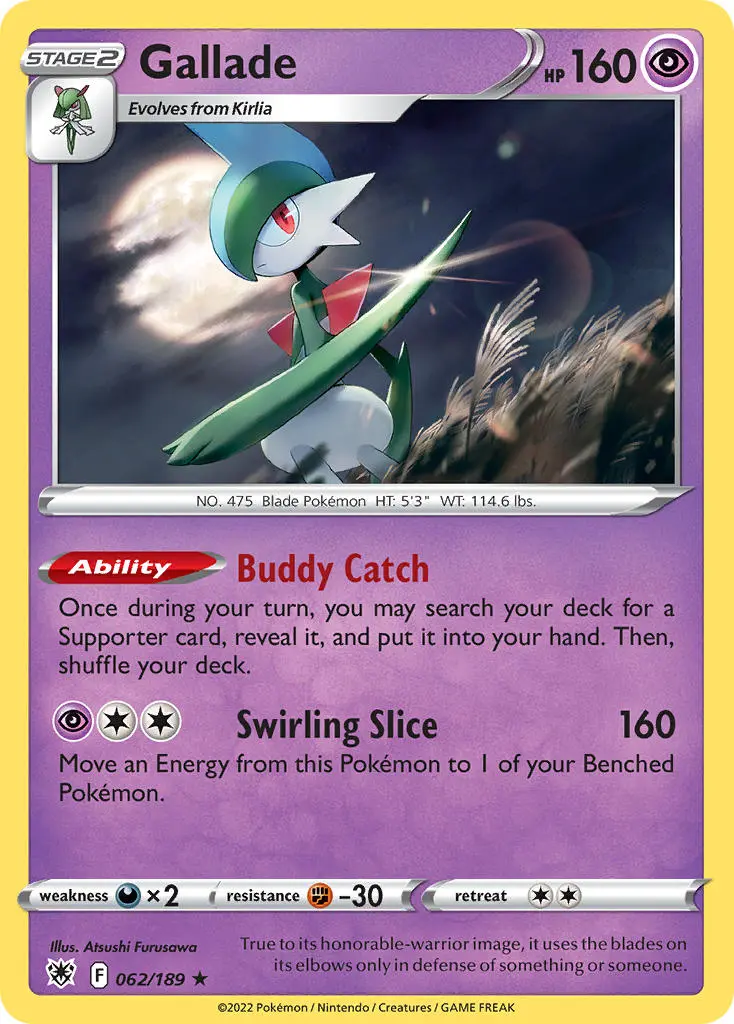 STAGE 2
Gallade
HP 160
Evolves from Kirlia
NO. 475 Blade Pokémon HT: 5'3" WT: 114.6 lbs.
Ability Buddy Catch
Once during your turn, you may search your deck for a
Supporter card, reveal it, and put it into your hand. Then,
shuffle your deck.
Swirling Slice 160
Move an Energy from this Pokémon to 1 of your Benched
Pokémon.
weakness ×2 resistance -30 retreat
Illus. Atsushi Furusawa
F 062/189 ★
True to its honorable-warrior image, it uses the blades on
its elbows only in defense of something or someone.
©2022 Pokémon / Nintendo / Creatures / GAME FREAK